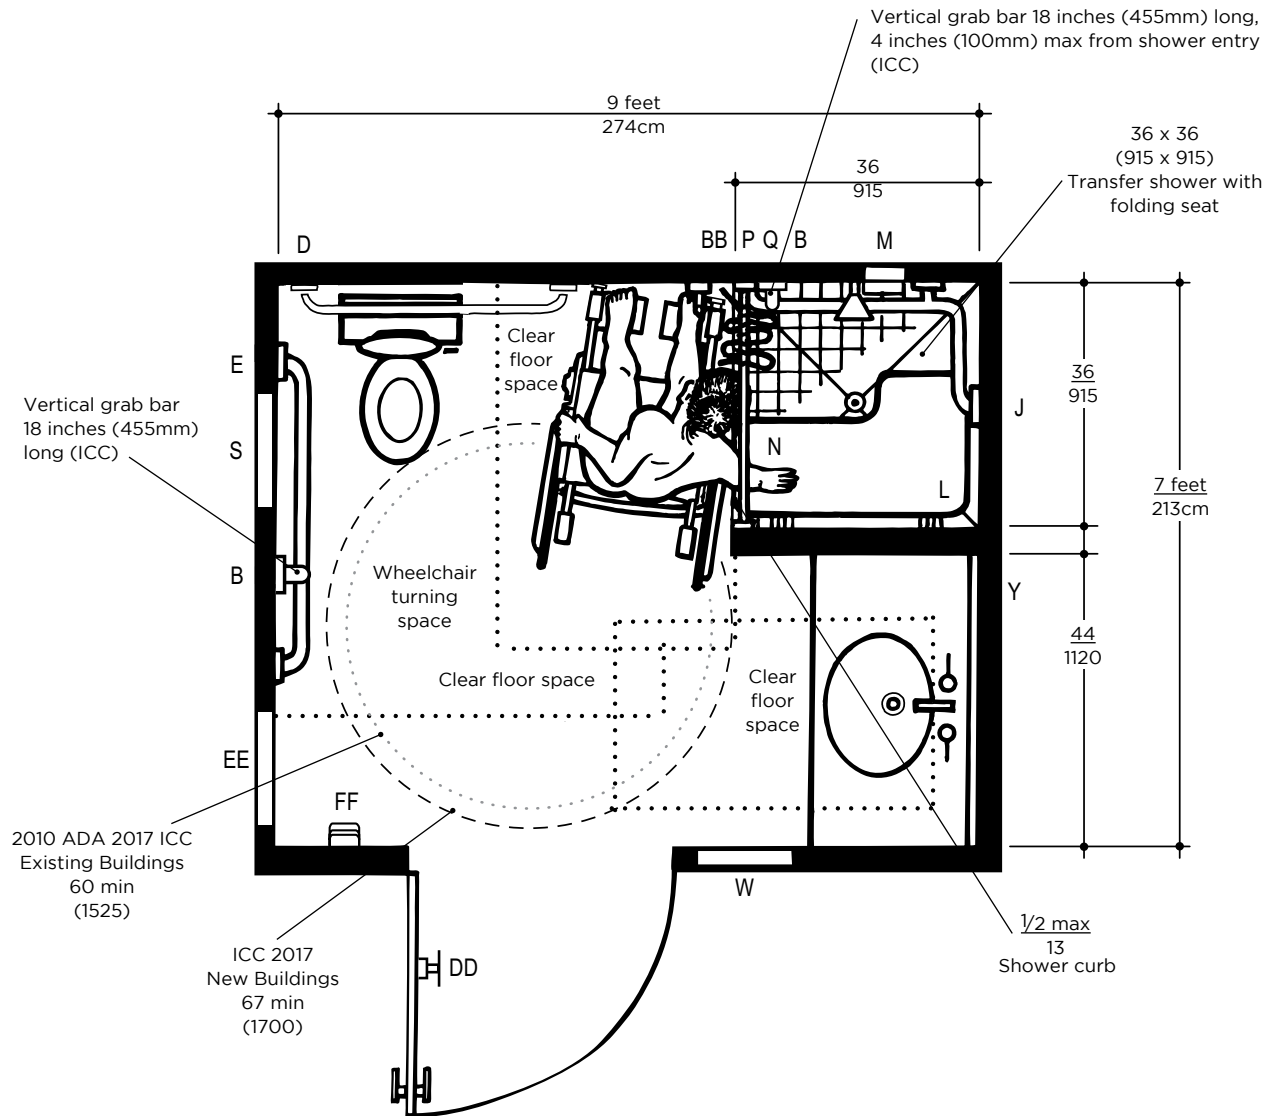 Vertical grab bar 18 inches (455mm) long,
4 inches (100mm) max from shower entry
(ICC)
9 feet
274cm
36
915
36 x 36
(915 x 915)
Transfer shower with
folding seat
D
BB
P
Q
B
M
Clear
floor
space
E
36
915
J
Vertical grab bar
18 inches (455mm)
long (ICC)
S
N
L
7 feet
213cm
B
Wheelchair
turning
space
Y
44
1120
Clear floor space
Clear
floor
space
EE
FF
2010 ADA 2017 ICC
Existing Buildings
60 min
(1525)
W
ICC 2017
New Buildings
67 min
(1700)
DD
1/2 max
13
Shower curb